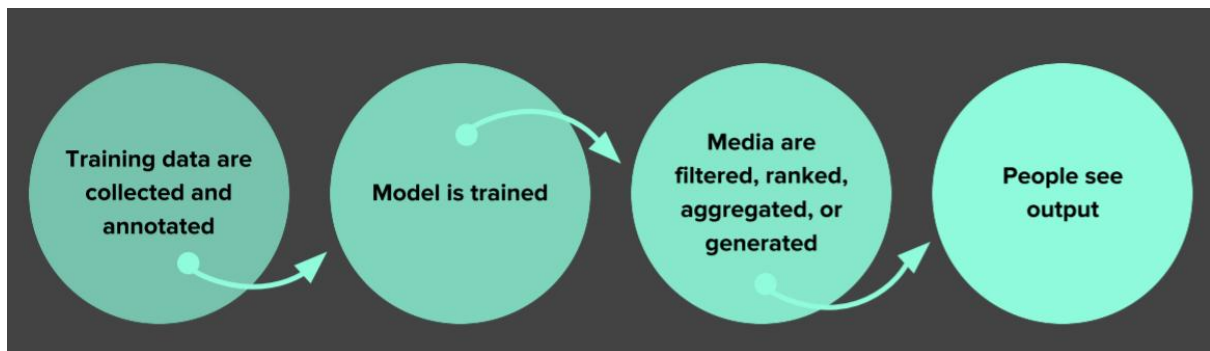 Training data are
collected and
annotated
Model is trained
Media are
filtered, ranked,
aggregated, or
generated
People see
output